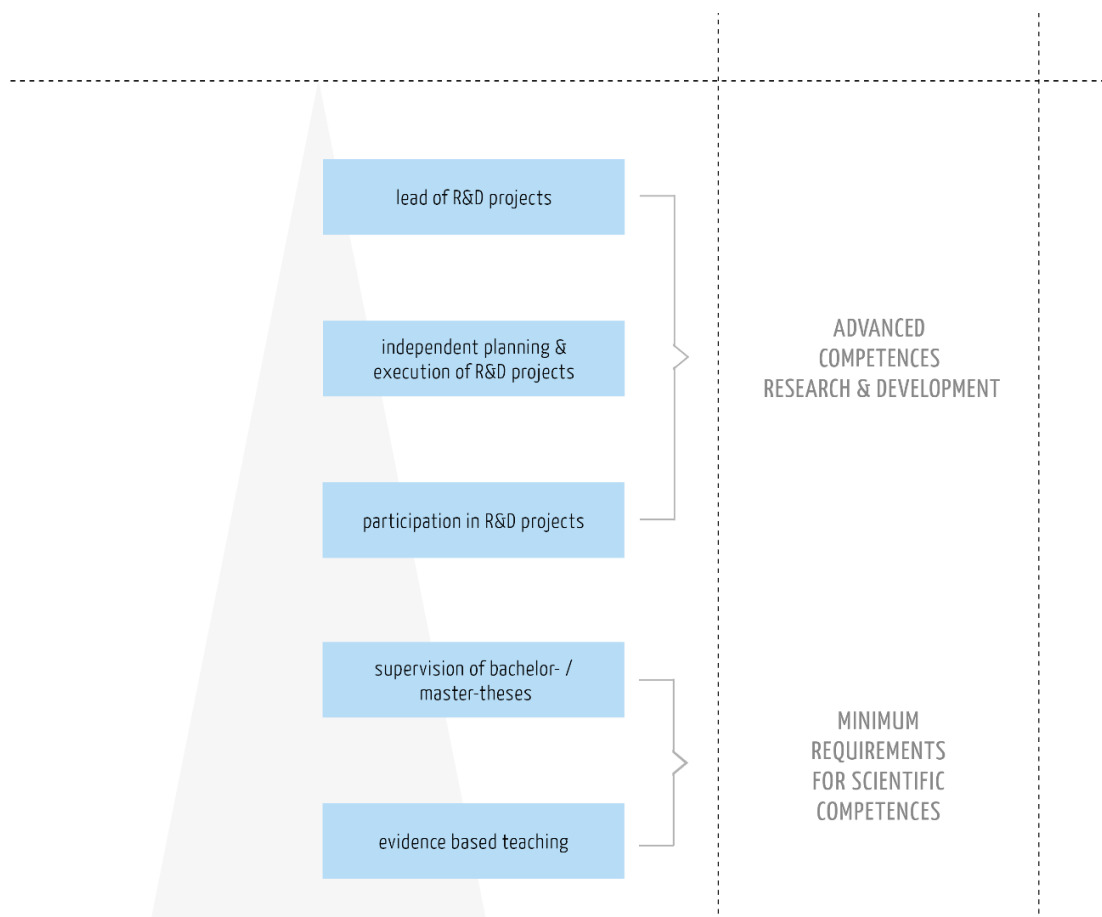 lead of R&D projects
independent planning &
execution of R&D projects
participation in R&D projects
ADVANCED
COMPETENCES
RESEARCH & DEVELOPMENT
supervision of bachelor- /
master-theses
evidence based teaching
MINIMUM
REQUIREMENTS
FOR SCIENTIFIC
COMPETENCES